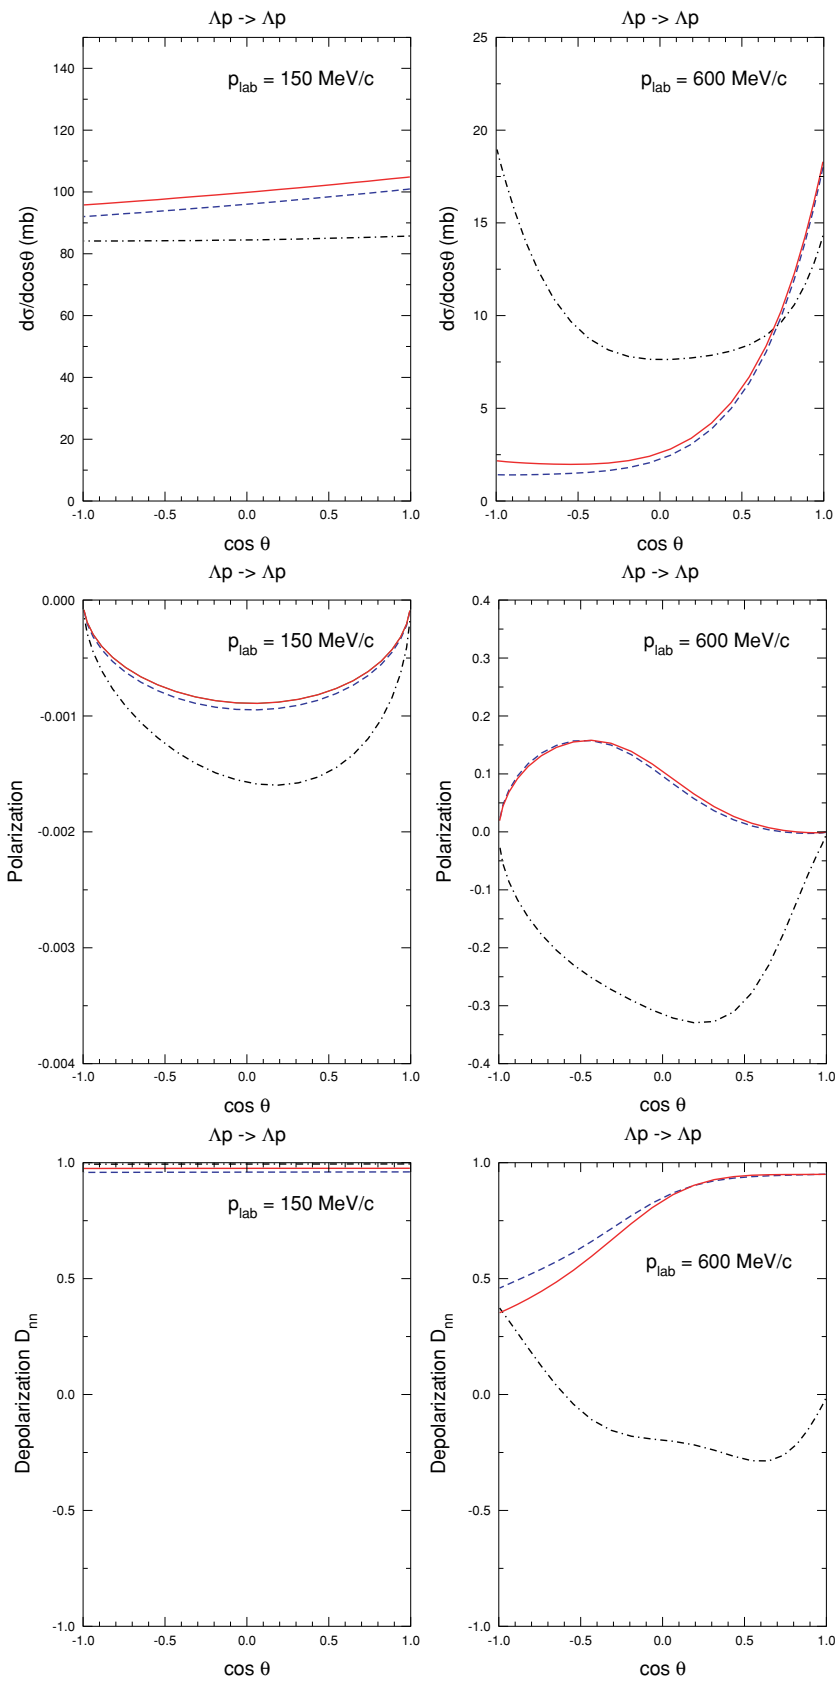 Λp -> Λp
p_lab = 150 MeV/c
dσ/dcosθ (mb)
140
120
100
80
60
40
20
0
-1.0 -0.5 0.0 0.5 1.0
cos θ
Λp -> Λp
p_lab = 600 MeV/c
dσ/dcosθ (mb)
25
20
15
10
5
0
-1.0 -0.5 0.0 0.5 1.0
cos θ
Λp -> Λp
p_lab = 150 MeV/c
Polarization
0.000
-0.001
-0.002
-0.003
-0.004
-1.0 -0.5 0.0 0.5 1.0
cos θ
Λp -> Λp
p_lab = 600 MeV/c
Polarization
0.4
0.3
0.2
0.1
0.0
-0.1
-0.2
-0.3
-0.4
-1.0 -0.5 0.0 0.5 1.0
cos θ
Λp -> Λp
p_lab = 150 MeV/c
Depolarization D_nn
1.0
0.5
0.0
-0.5
-1.0
-1.0 -0.5 0.0 0.5 1.0
cos θ
Λp -> Λp
p_lab = 600 MeV/c
Depolarization D_nn
1.0
0.5
0.0
-0.5
-1.0
-1.0 -0.5 0.0 0.5 1.0
cos θ